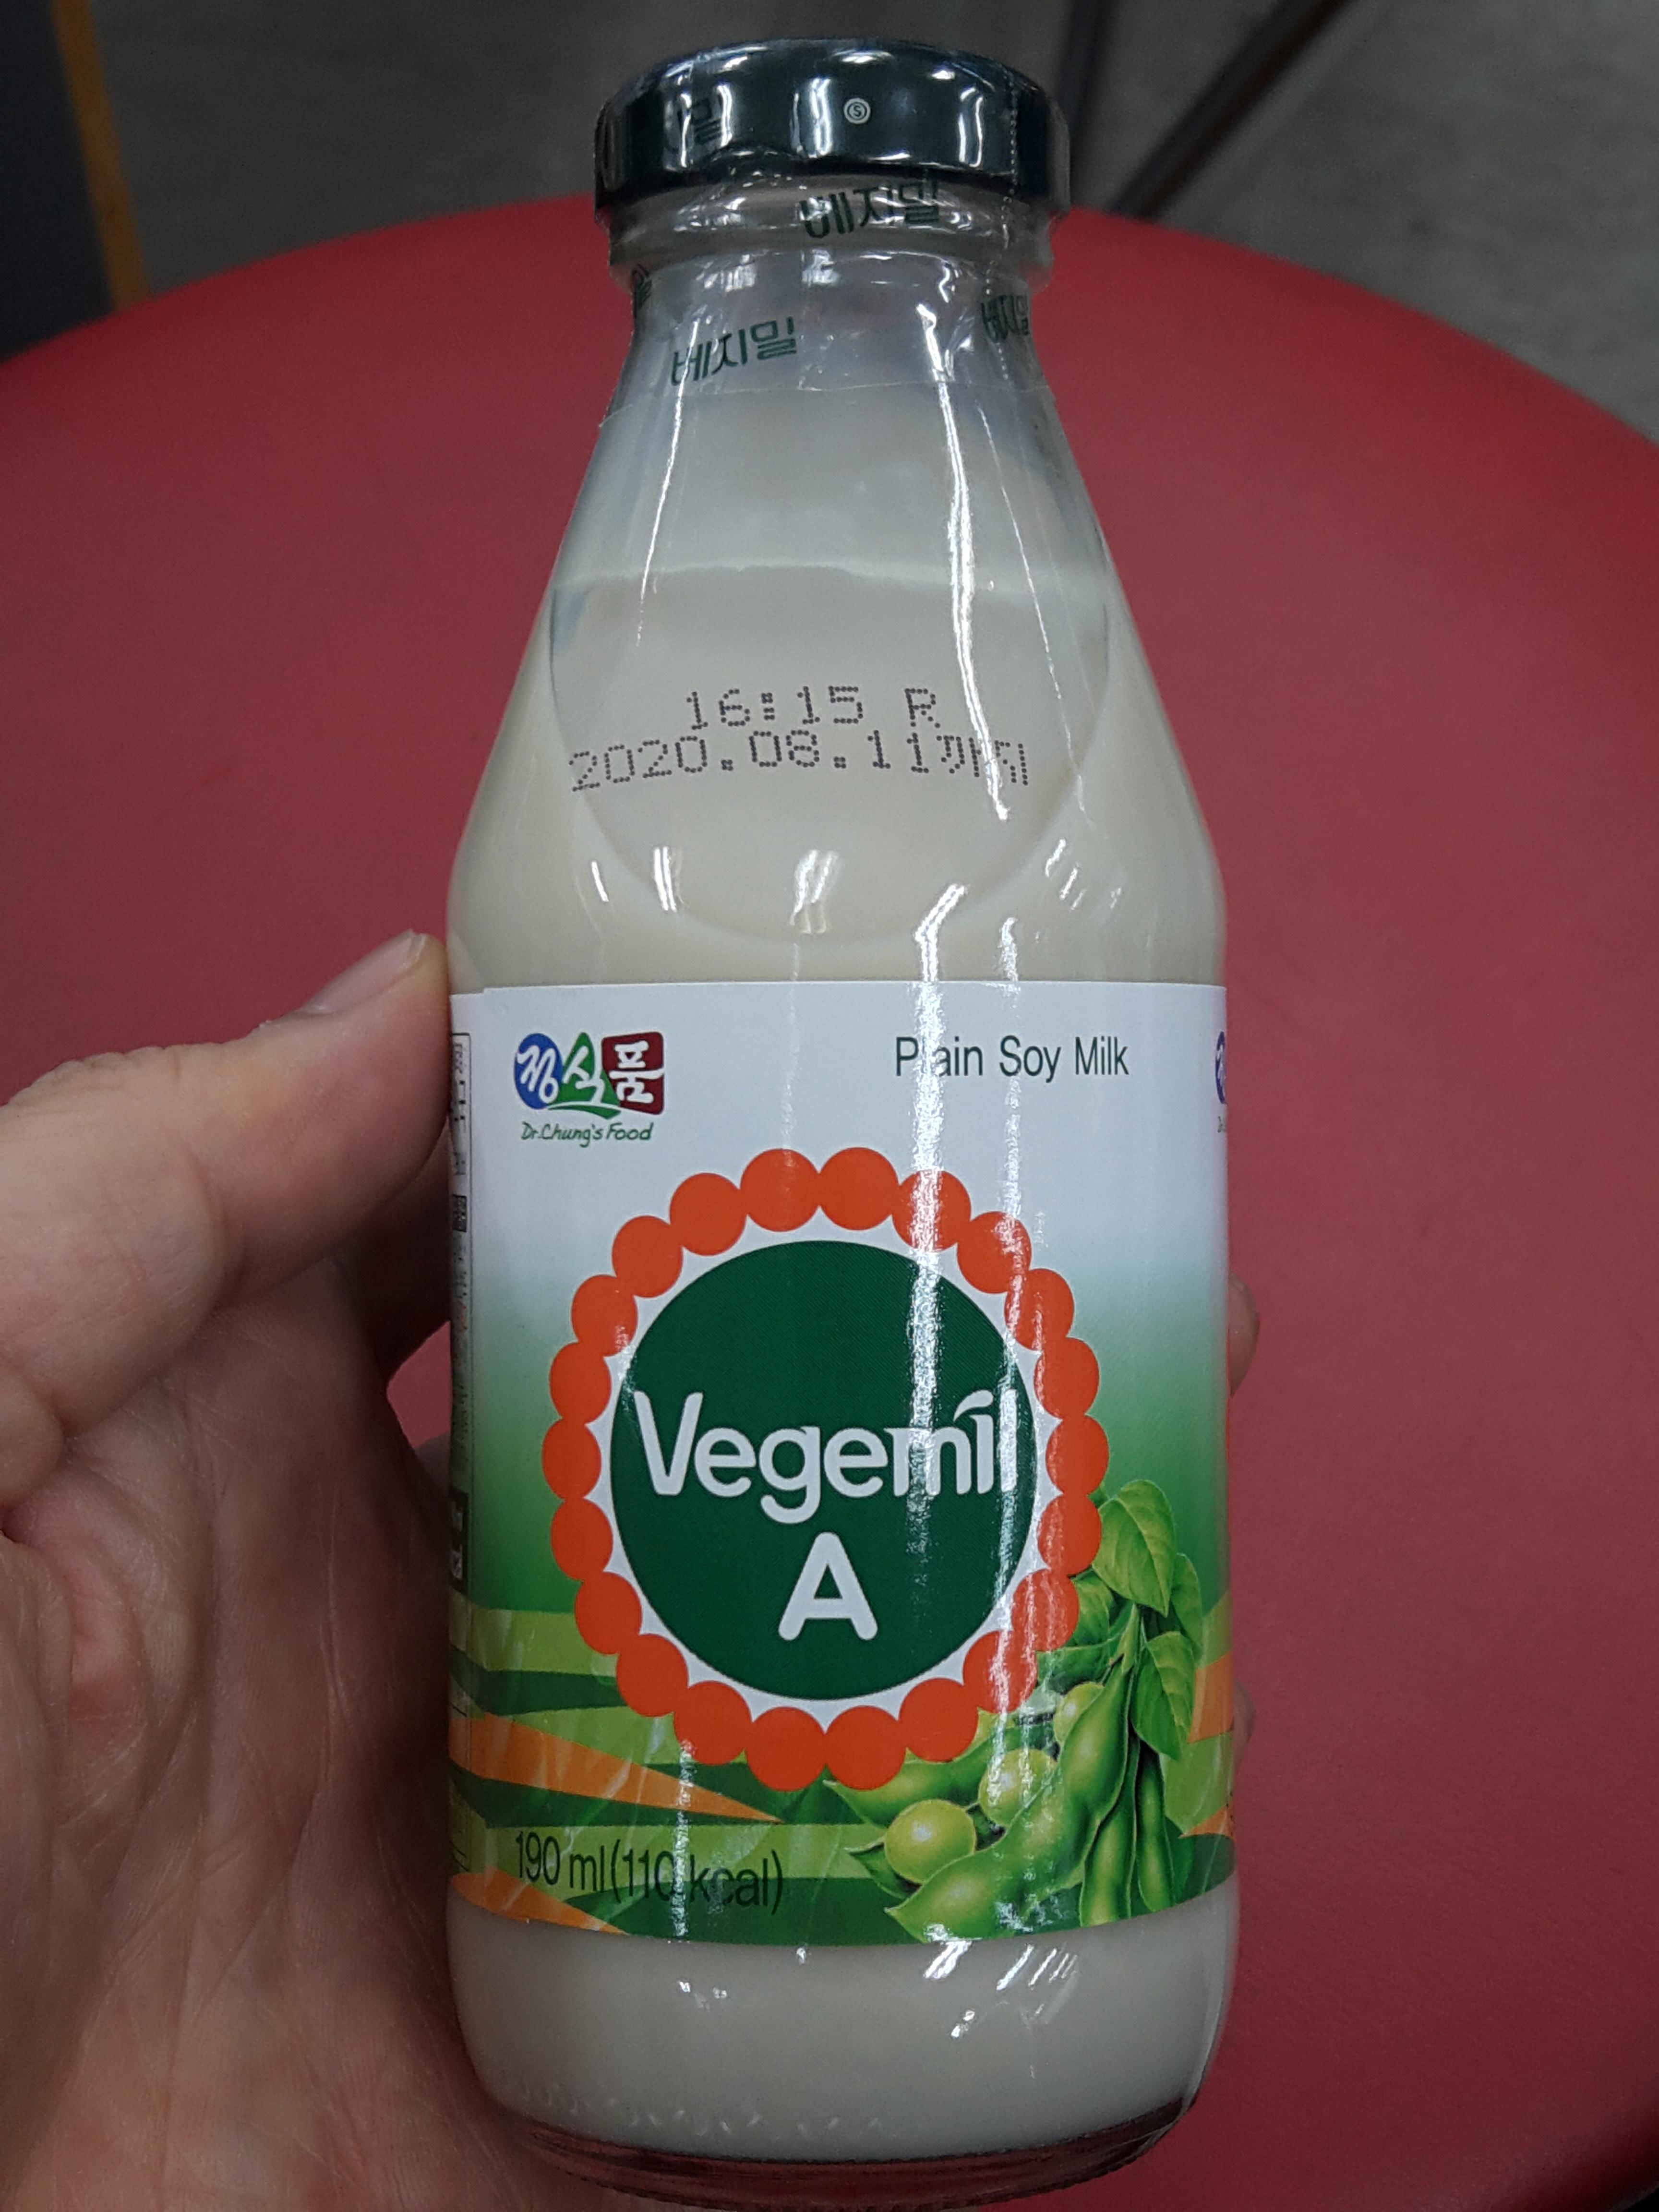 베지밀
베지밀
베지밀
16:15 R
2020.08.11까지
정식품
Dr.Chung's Food
Plain Soy Milk
Vegemil
A
190 ml(110 kcal)